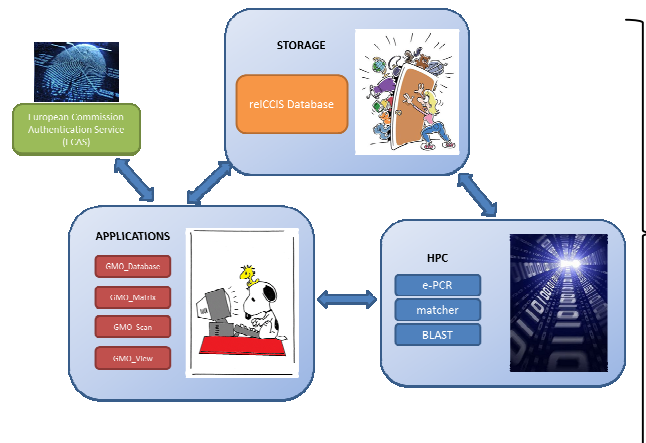 STORAGE
relCCIS Database
European Commission
Authentication Service
(ECAS)
APPLICATIONS
GMO_Database
GMO_Matrix
GMO_Scan
GMO_View
HPC
e-PCR
matcher
BLAST